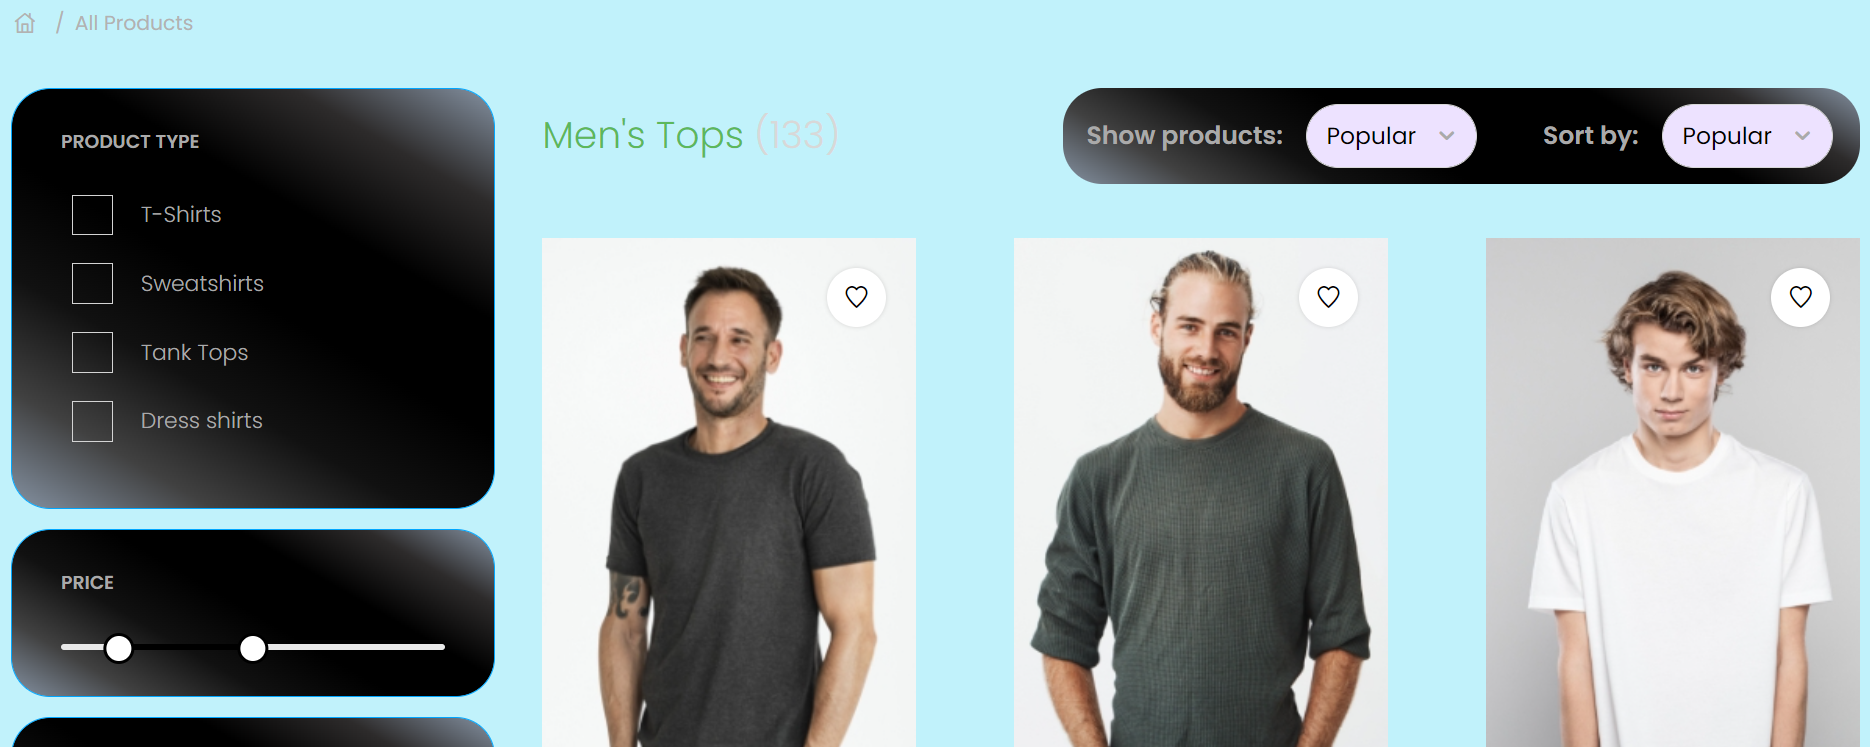 / All Products
PRODUCT TYPE
T-Shirts
Sweatshirts
Tank Tops
Dress shirts
PRICE
Men's Tops (133)
Show products: Popular Sort by: Popular